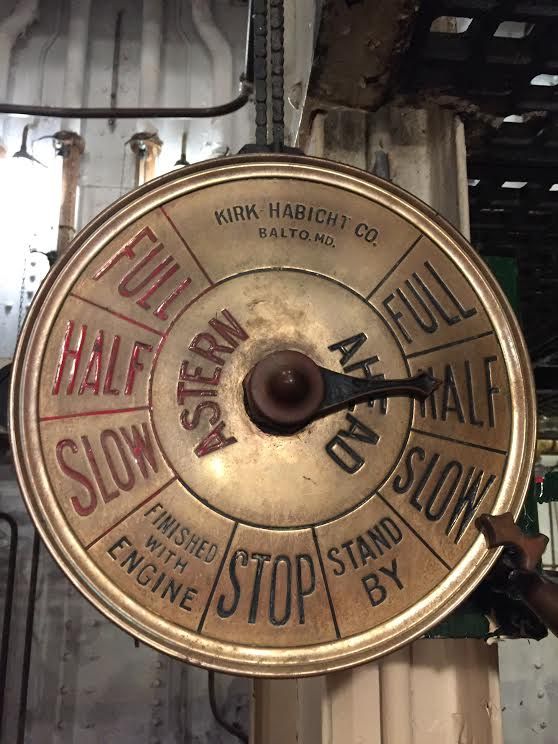 KIRK-HABICHT CO.
BALTO. MD.
FULL
HALF
SLOW
ASTERN
AHEAD
FULL
HALF
SLOW
FINISHED
WITH
ENGINE
STOP
STAND
BY